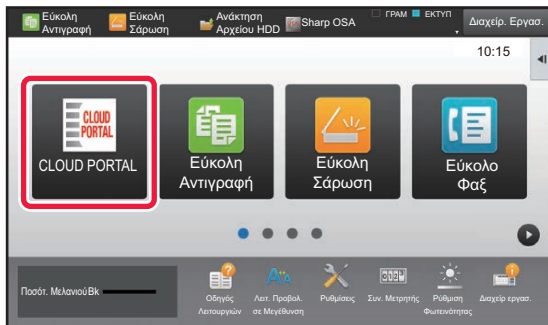 Εύκολη
Αντιγραφή
Εύκολη
Σάρωση
Ανάκτηση
Αρχείου HDD
Sharp OSA
ΓΡΑΜ
ΕΚΤΥΠ
Διαχείρ. Εργασ.
10:15
CLOUD
PORTAL
CLOUD PORTAL
Εύκολη
Αντιγραφή
Εύκολη
Σάρωση
Εύκολο
Φαξ
Ποσότ. Μελανιού Bk
Οδηγός
Λειτουργιών
Λειτ. Προβολ.
σε Μεγέθυνση
Ρυθμίσεις
Συν. Μετρητής
Ρύθμιση
Φωτεινότητας
Διαχείρ εργασ.